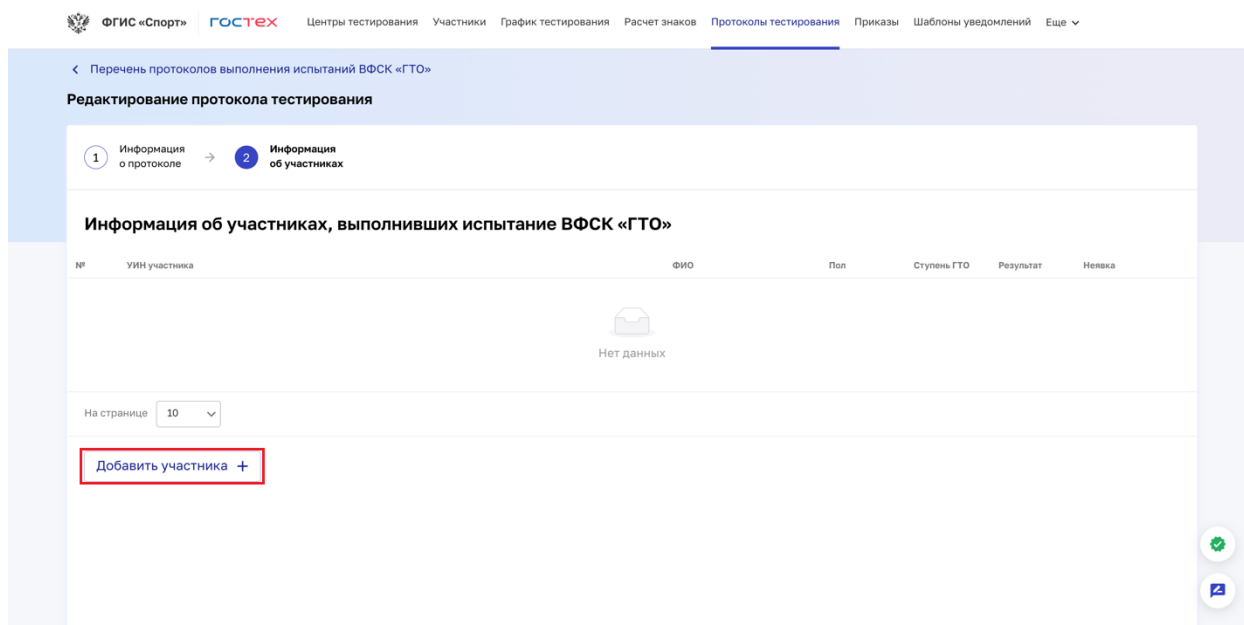 ФГИС «Спорт» ГОСТЕХ Центры тестирования Участники График тестирования Расчет знаков Протоколы тестирования Приказы Шаблоны уведомлений Еще
Перечень протоколов выполнения испытаний ВФСК «ГТО»
Редактирование протокола тестирования
1 Информация о протоколе → 2 Информация об участниках
Информация об участниках, выполнивших испытание ВФСК «ГТО»
№ УИН участника ФИО Пол Ступень ГТО Результат Неявка
Нет данных
На странице 10
Добавить участника +